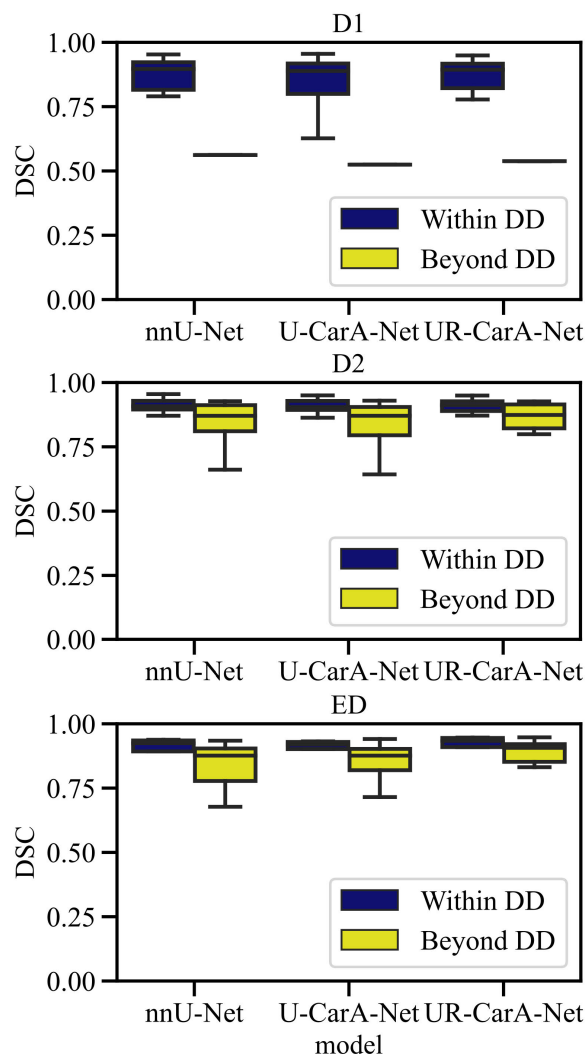 D1
1.00
0.75
0.50
0.25
0.00
DSC
Within DD
Beyond DD
nnU-Net U-CarA-Net UR-CarA-Net
D2
1.00
0.75
0.50
0.25
0.00
DSC
Within DD
Beyond DD
nnU-Net U-CarA-Net UR-CarA-Net
ED
1.00
0.75
0.50
0.25
0.00
DSC
Within DD
Beyond DD
nnU-Net U-CarA-Net UR-CarA-Net
model